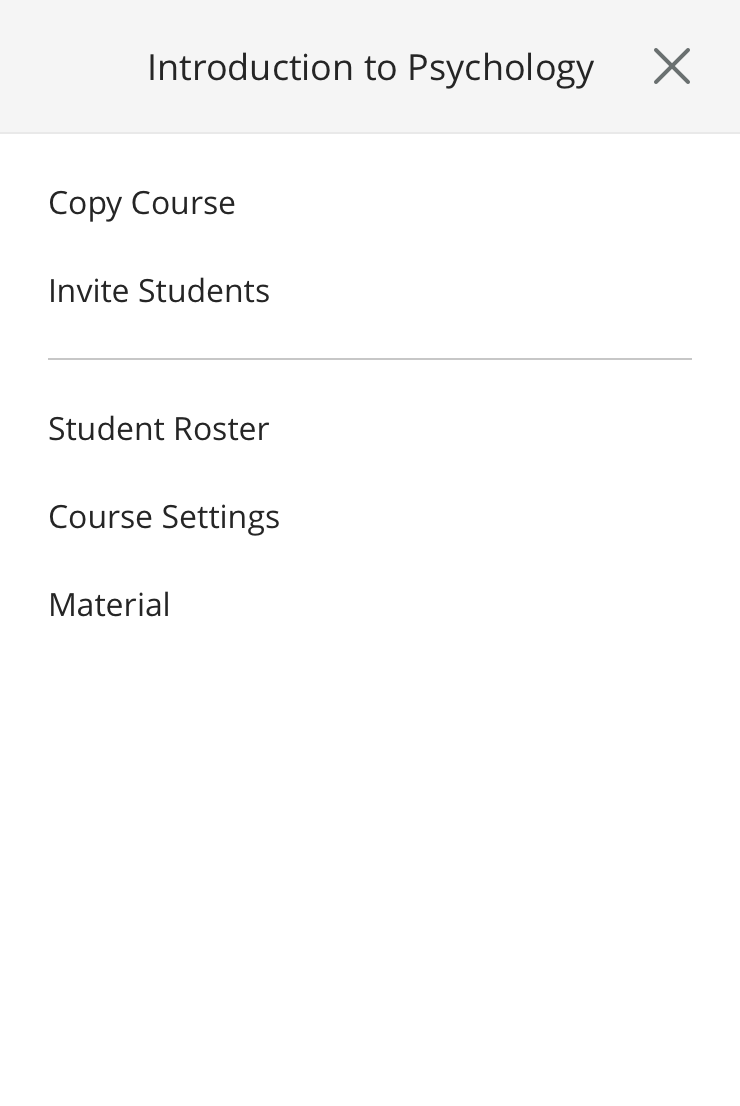 Introduction to Psychology
Copy Course
Invite Students
Student Roster
Course Settings
Material